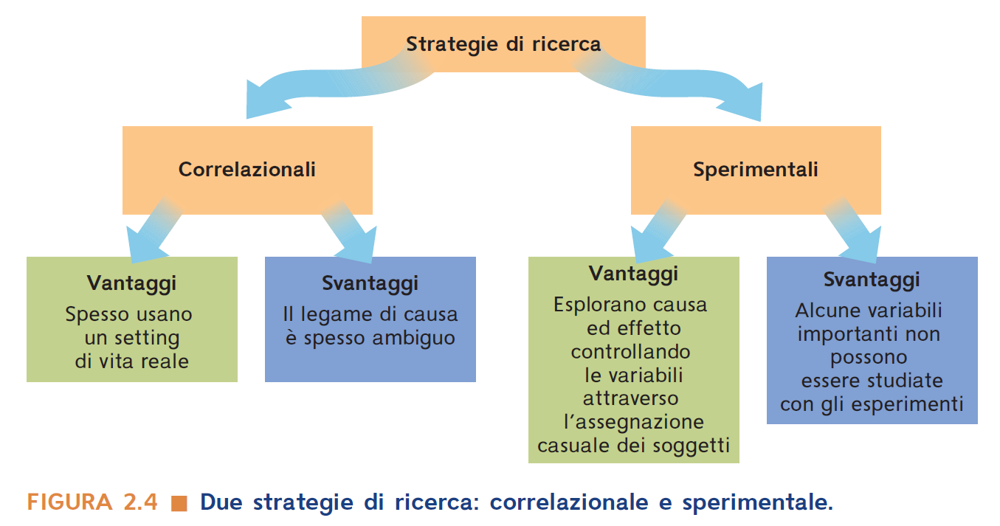 Strategie di ricerca
Correlazionali
Sperimentali
Vantaggi
Spesso usano
un setting
di vita reale
Svantaggi
Il legame di causa
è spesso ambiguo
Vantaggi
Esplorano causa
ed effetto
controllando
le variabili
attraverso
l'assegnazione
casuale dei soggetti
Svantaggi
Alcune variabili
importanti non
possono
essere studiate
con gli esperimenti
FIGURA 2.4 ■ Due strategie di ricerca: correlazionale e sperimentale.